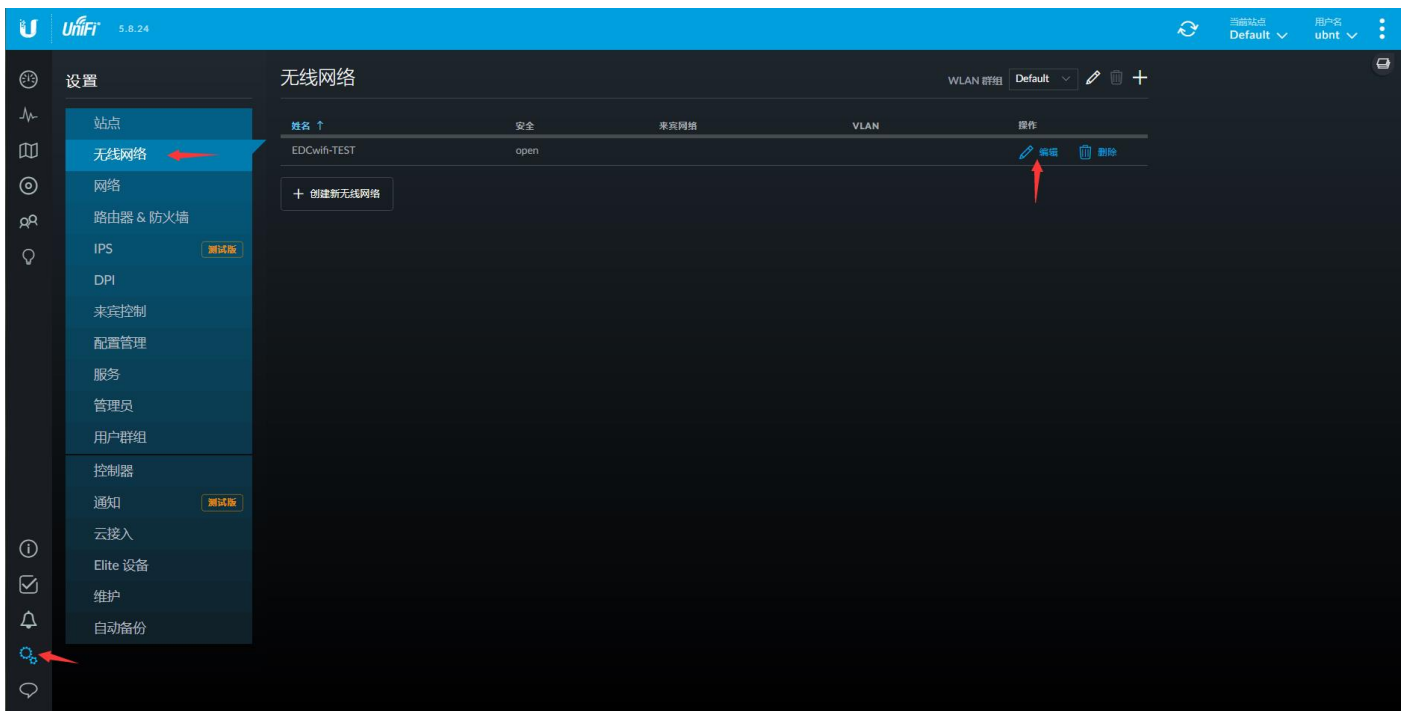 UniFi 5.8.24
当前站点
Default
用户名
ubnt
设置
站点
无线网络
网络
路由器 & 防火墙
IPS 测试版
DPI
来宾控制
配置管理
服务
管理员
用户群组
控制器
通知 测试版
云接入
Elite 设备
维护
自动备份
无线网络
WLAN 群组 Default
姓名 ↑ 安全 来宾网络 VLAN 操作
EDCwifi-TEST open 编辑 删除
+ 创建新无线网络